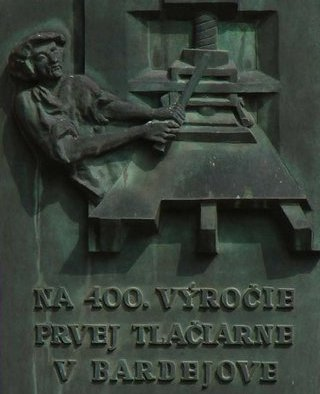 NA 400. VÝROČIE
PRVEJ TLAČIARNE
V BARDEJOVE